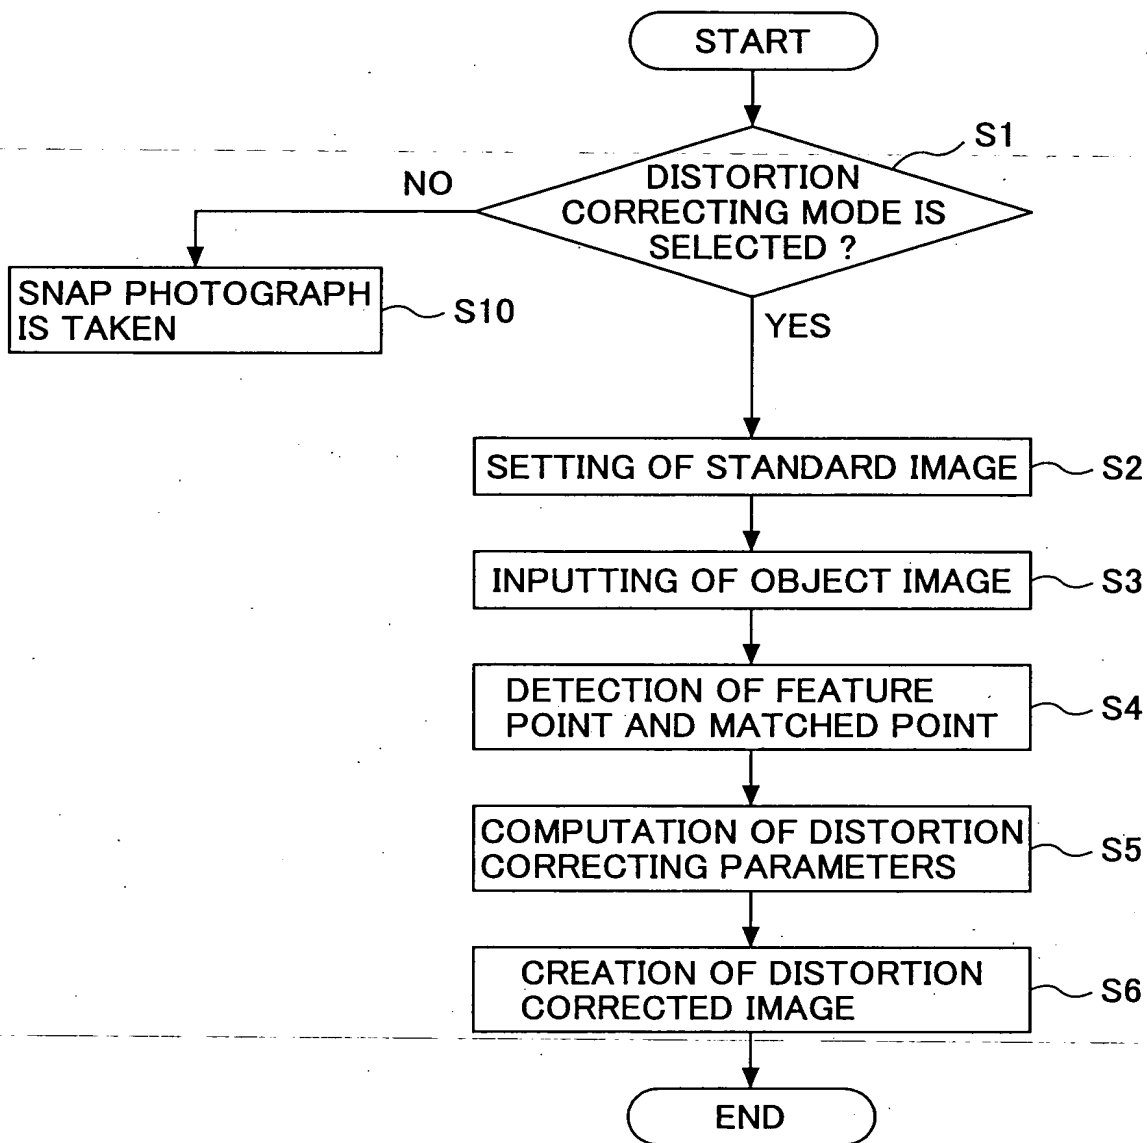 START
S1
DISTORTION
CORRECTING MODE IS
SELECTED ?
NO
YES
SNAP PHOTOGRAPH
IS TAKEN
S10
SETTING OF STANDARD IMAGE
S2
INPUTTING OF OBJECT IMAGE
S3
DETECTION OF FEATURE
POINT AND MATCHED POINT
S4
COMPUTATION OF DISTORTION
CORRECTING PARAMETERS
S5
CREATION OF DISTORTION
CORRECTED IMAGE
S6
END